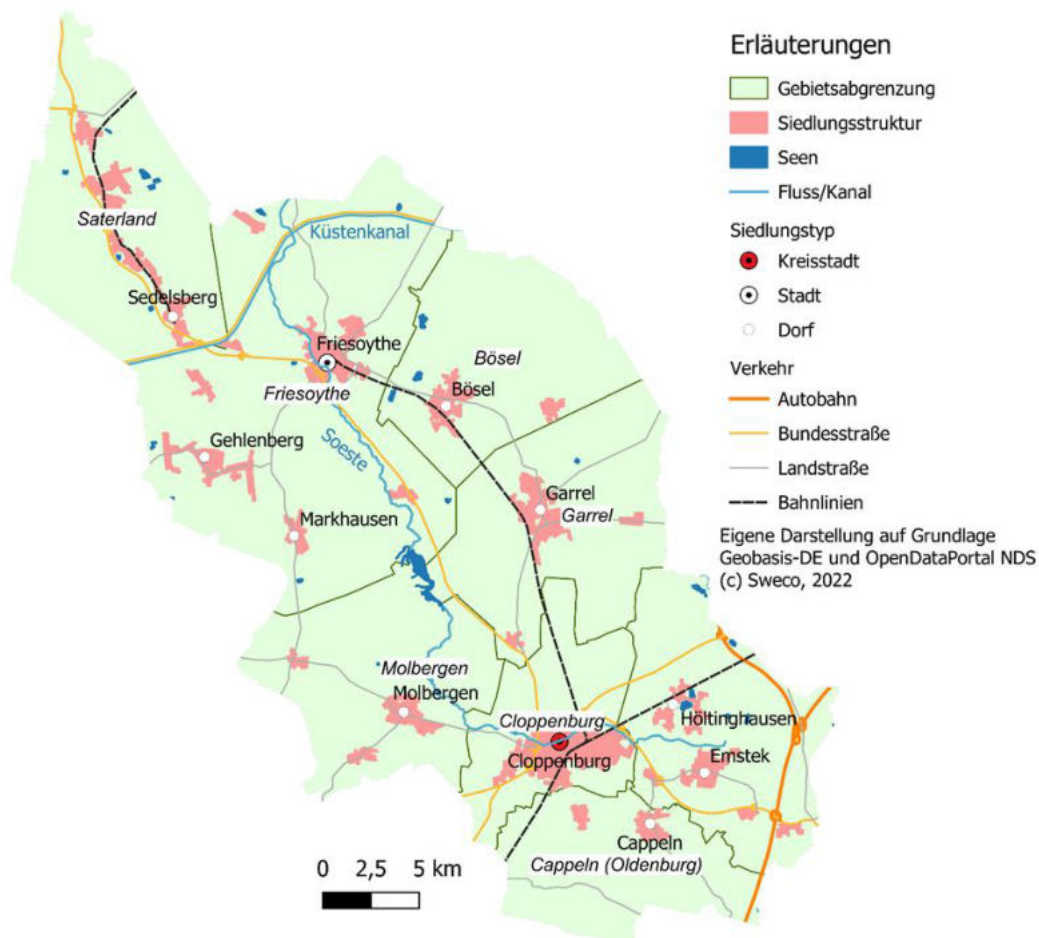 Erläuterungen
Gebietsabgrenzung
Siedlungsstruktur
Seen
Fluss/Kanal
Siedlungstyp
Kreisstadt
Stadt
Dorf
Verkehr
Autobahn
Bundesstraße
Landstraße
Bahnlinien
Eigene Darstellung auf Grundlage
Geobasis-DE und OpenDataPortal NDS
(c) Sweco, 2022
Saterland
Küstenkanal
Sedelsberg
Friesoythe
Bösel
Friesoythe
Bösel
Soeste
Gehlenberg
Garrel
Garrel
Markhausen
Molbergen
Molbergen
Cloppenburg
Höltinghausen
Cloppenburg
Emstek
Cappeln
Cappeln (Oldenburg)
0 2,5 5 km